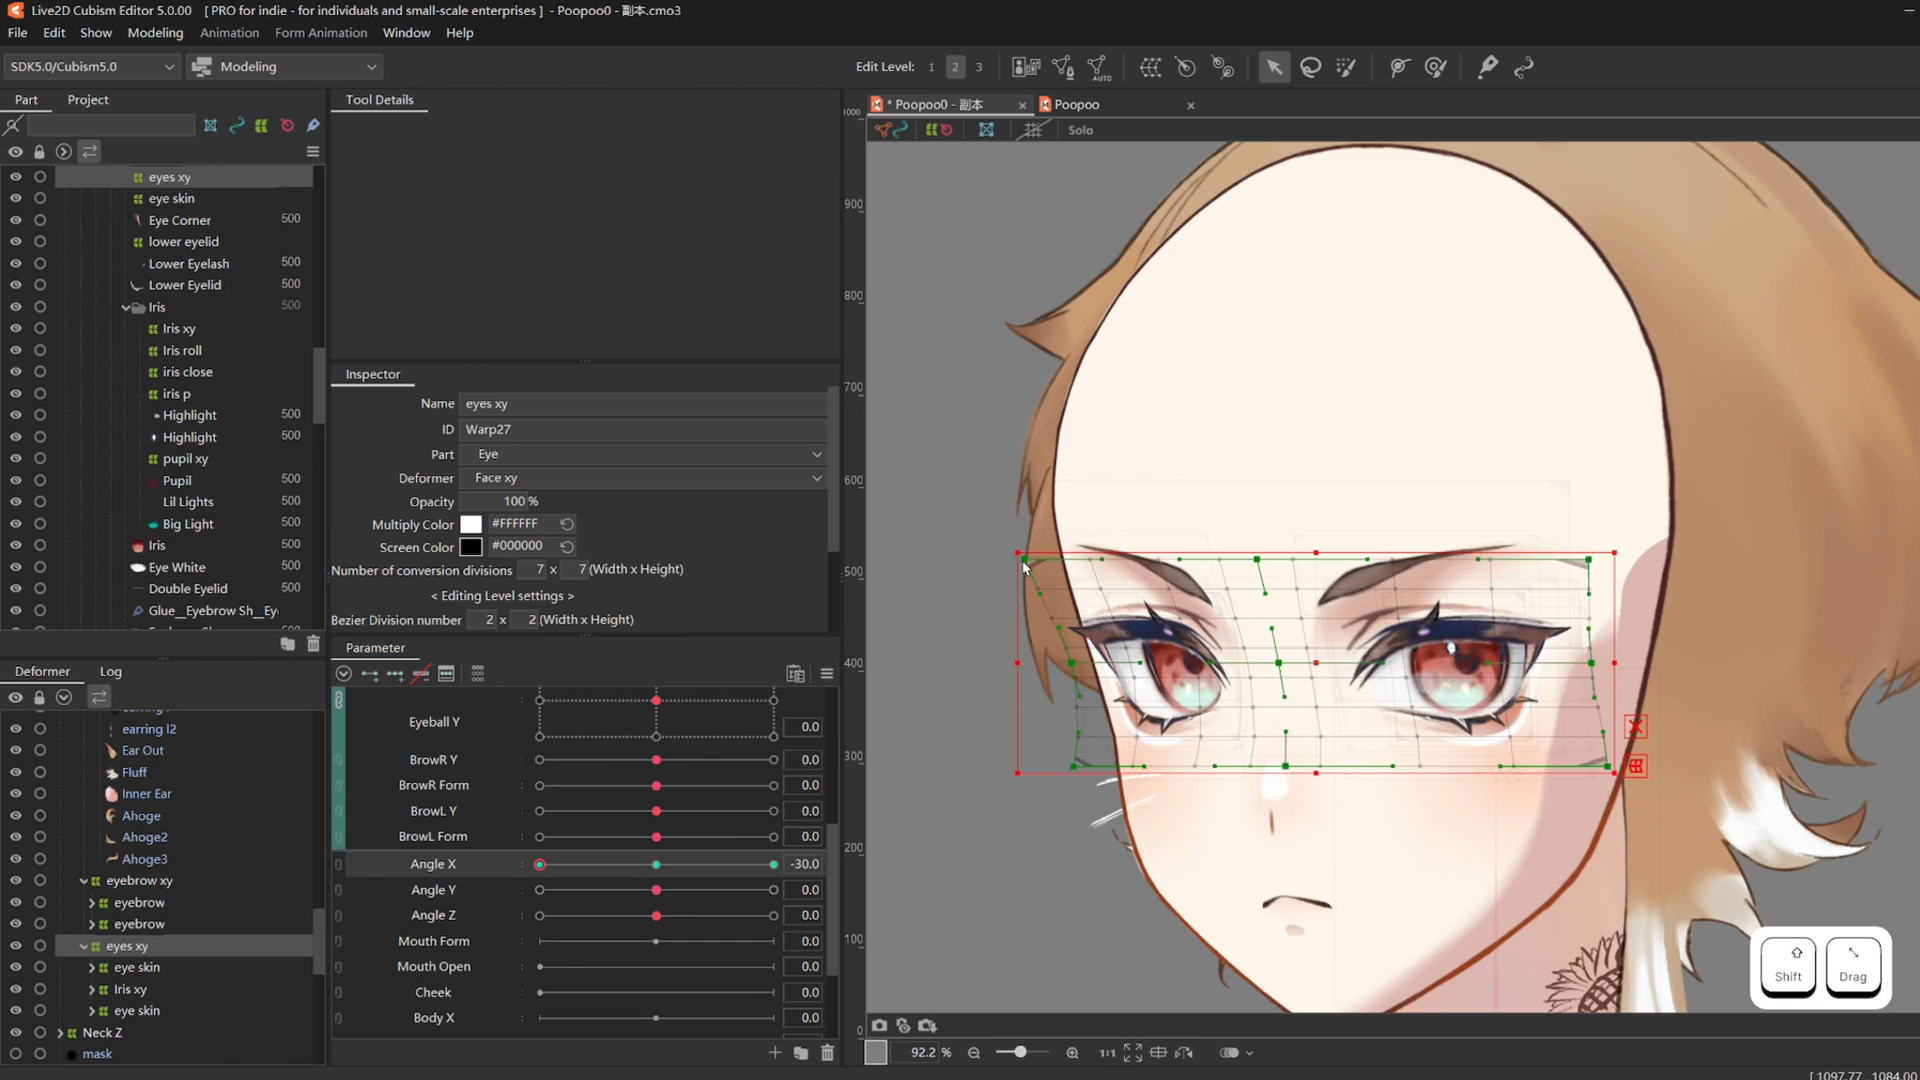 Live2D Cubism Editor 5.0.00 [ PRO for indie - for individuals and small-scale enterprises ] - Poopoo0 - 副本.cmo3
File Edit Show Modeling Animation Form Animation Window Help
SDK5.0/Cubism5.0 Modeling Edit Level: 1 2 3 AUTO
Part Project
Tool Details
* Poopoo0 - 副本 Poopoo
Solo
eyes xy
eye skin
Eye Corner 500
lower eyelid
Lower Eyelash 500
Lower Eyelid 500
Iris 500
Iris xy
Iris roll
iris close
iris p
Highlight 500
Highlight 500
pupil xy
Pupil 500
Lil Lights 500
Big Light 500
Iris 500
Eye White 500
Double Eyelid 500
Glue__Eyebrow Sh__Ey
Deformer Log
earring l2
Ear Out
Fluff
Inner Ear
Ahoge
Ahoge2
Ahoge3
eyebrow xy
eyebrow
eyebrow
eyes xy
eye skin
Iris xy
eye skin
Neck Z
mask
Inspector
Name eyes xy
ID Warp27
Part Eye
Deformer Face xy
Opacity 100 %
Multiply Color #FFFFFF
Screen Color #000000
Number of conversion divisions 7 x 7 (Width x Height)
< Editing Level settings >
Bezier Division number 2 x 2 (Width x Height)
Parameter
Eyeball Y 0.0
BrowR Y : 0.0
BrowR Form : 0.0
BrowL Y : 0.0
BrowL Form : 0.0
Angle X : -30.0
Angle Y : 0.0
Angle Z : 0.0
Mouth Form : 0.0
Mouth Open : 0.0
Cheek : 0.0
Body X : 0.0
900
800
700
600
500
400
300
200
100
0
Shift Drag
92.2 % 1:1
[ 1097.77 , 1084.00